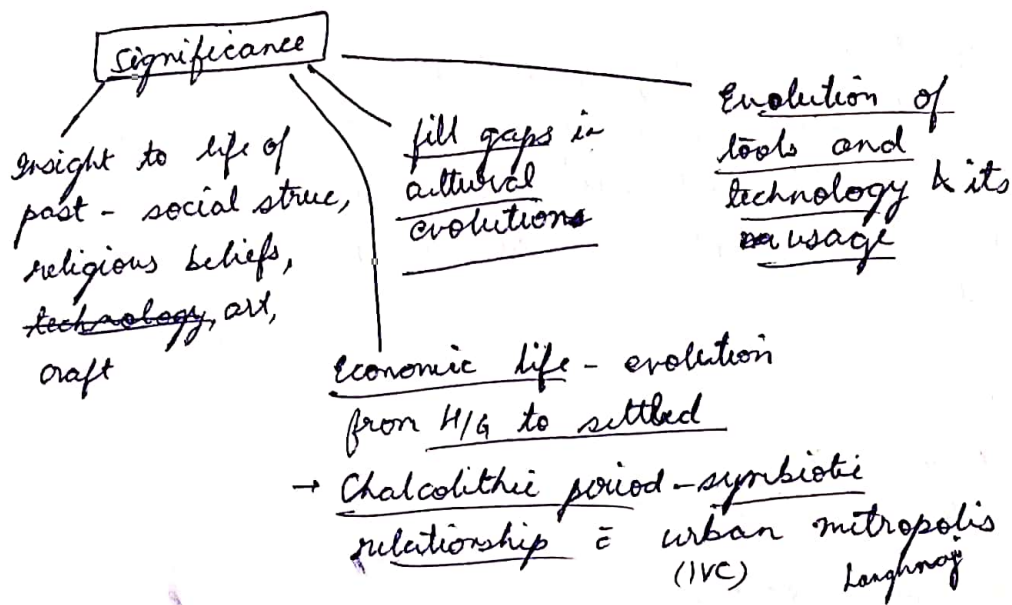 Significance
Insight to life of
past - social struc,
religious beliefs,
technology, art,
craft
fill gaps in
cultural
evolutions
Evolution of
tools and
technology & its
usage
Economic life - evolution
from H/G to settled
→ Chalcolithic period - symbiotic
relationship c̄ urban mitropolis
(IVC) Langhnaj